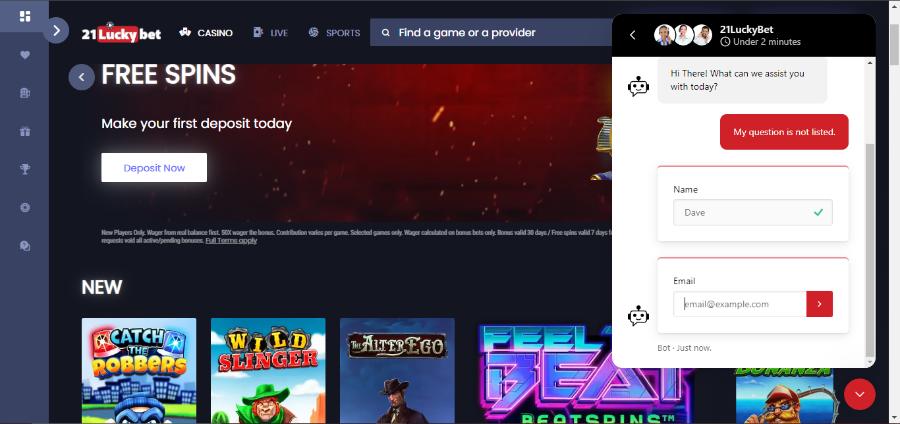 21Luckybet
CASINO
LIVE
SPORTS
Find a game or a provider
FREE SPINS
Make your first deposit today
Deposit Now
New Players Only. Wager from real balance first. 50X wager the bonus. Contribution varies per game. Selected games only. Wager calculated on bonus bets only. Bonus valid 30 days / Free spins valid 7 days
requests void all active/pending bonuses. Full Terms apply
NEW
CATCH
THE
ROBBERS
WILD
SLINGER
THE ALTER EGO
FEEL
BEAT
BEATSPINS™
BONANZA
21LuckyBet
Under 2 minutes
Hi There! What can we assist you
with today?
My question is not listed.
Name
Dave
Email
email@example.com
Bot · Just now.